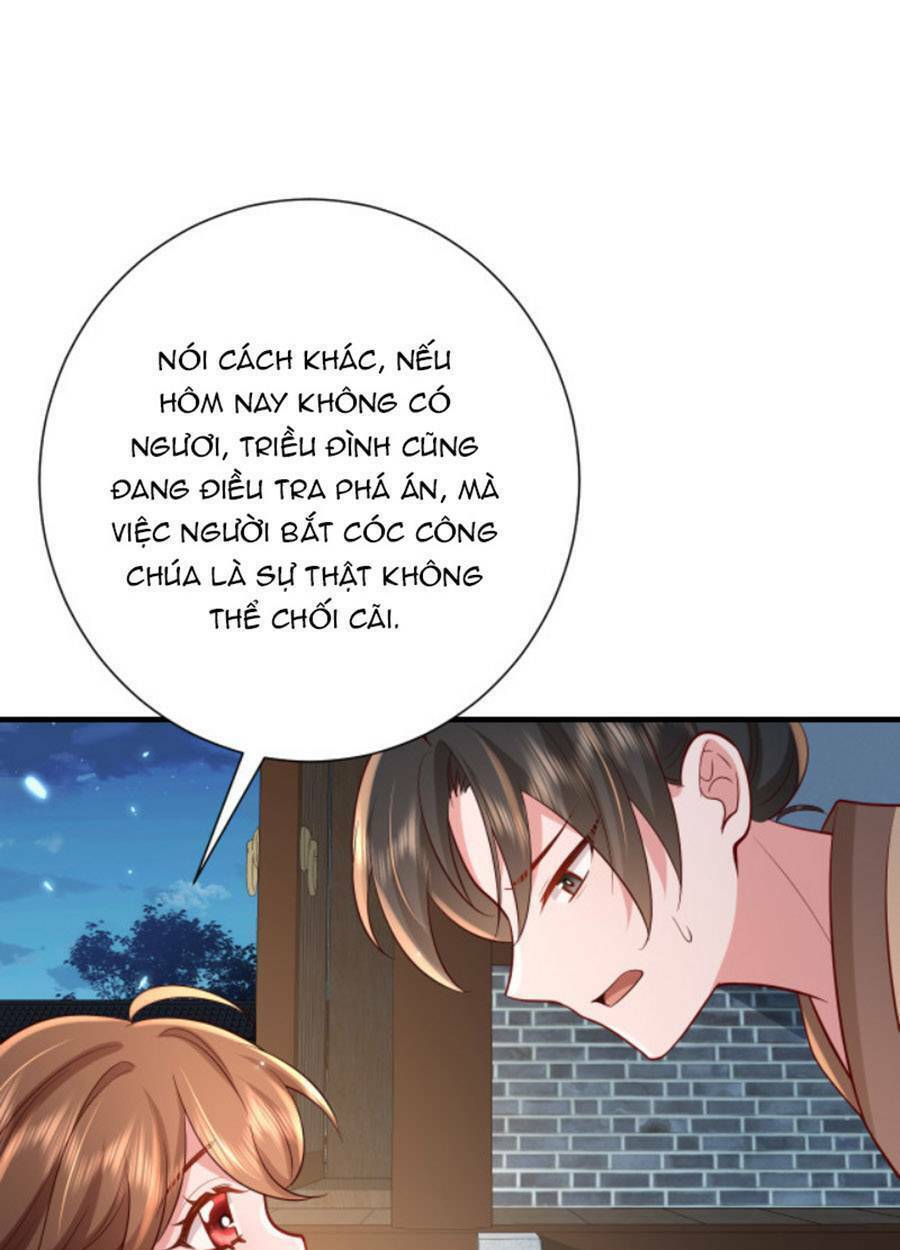 NÓI CÁCH KHÁC, NẾU
HÔM NAY KHÔNG CÓ
NGƯƠI, TRIỀU ĐÌNH CŨNG
ĐANG ĐIỀU TRA PHÁ ÁN, MÀ
VIỆC NGƯỜI BẮT CÓC CÔNG
CHÚA LÀ SỰ THẬT KHÔNG
THỂ CHỐI CÃI.